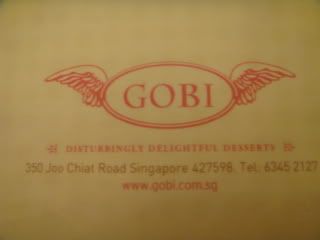 GOBI
DISTURBINGLY DELIGHTFUL DESSERTS
350 Joo Chiat Road Singapore 427598. Tel: 6345 2127
www.gobi.com.sg